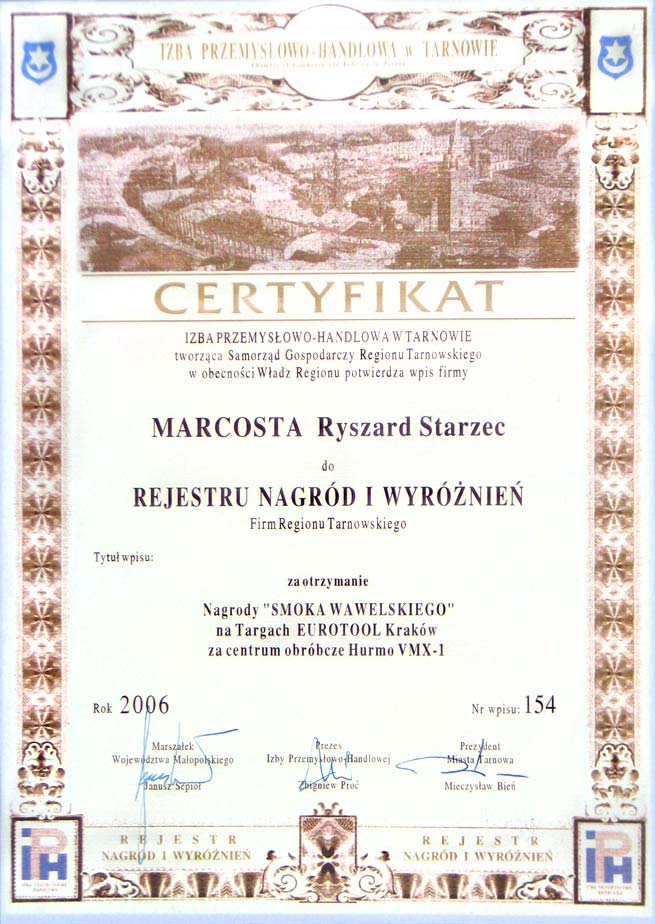 IZBA PRZEMYSŁOWO-HANDLOWA w TARNOWIE
CERTYFIKAT
IZBA PRZEMYSŁOWO-HANDLOWA W TARNOWIE
tworząca Samorząd Gospodarczy Regionu Tarnowskiego
w obecności Władz Regionu potwierdza wpis firmy
MARCOSTA Ryszard Starzec
do
REJESTRU NAGRÓD I WYRÓŻNIEŃ
Firm Regionu Tarnowskiego
Tytuł wpisu:
za otrzymanie
Nagrody "SMOKA WAWELSKIEGO"
na Targach EUROTOOL Kraków
za centrum obróbcze Hurmo VMX-1
Rok 2006 Nr wpisu: 154
Marszałek Prezes Prezydent
Województwa Małopolskiego Izby Przemysłowo-Handlowej Miasta Tarnowa
Janusz Sepioł Zbigniew Proć Mieczysław Bień
REJESTR REJESTR
NAGRÓD I WYRÓŻNIEŃ NAGRÓD I WYRÓŻNIEŃ
IPH IPH